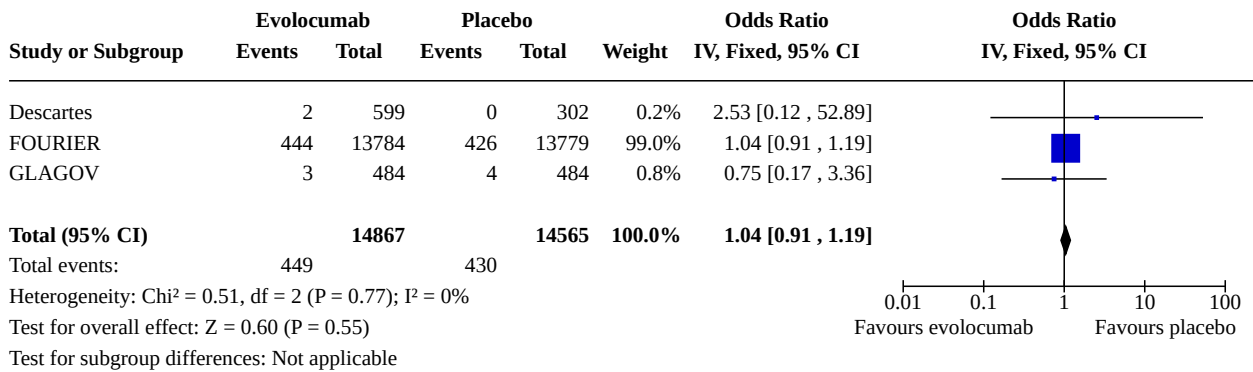 Evolocumab Placebo Odds Ratio Odds Ratio
Study or Subgroup Events Total Events Total Weight IV, Fixed, 95% CI IV, Fixed, 95% CI
Descartes 2 599 0 302 0.2% 2.53 [0.12 , 52.89]
FOURIER 444 13784 426 13779 99.0% 1.04 [0.91 , 1.19]
GLAGOV 3 484 4 484 0.8% 0.75 [0.17 , 3.36]
Total (95% CI) 14867 14565 100.0% 1.04 [0.91 , 1.19]
Total events: 449 430
Heterogeneity: Chi² = 0.51, df = 2 (P = 0.77); I² = 0%
0.01 0.1 1 10 100
Test for overall effect: Z = 0.60 (P = 0.55)
Favours evolocumab Favours placebo
Test for subgroup differences: Not applicable